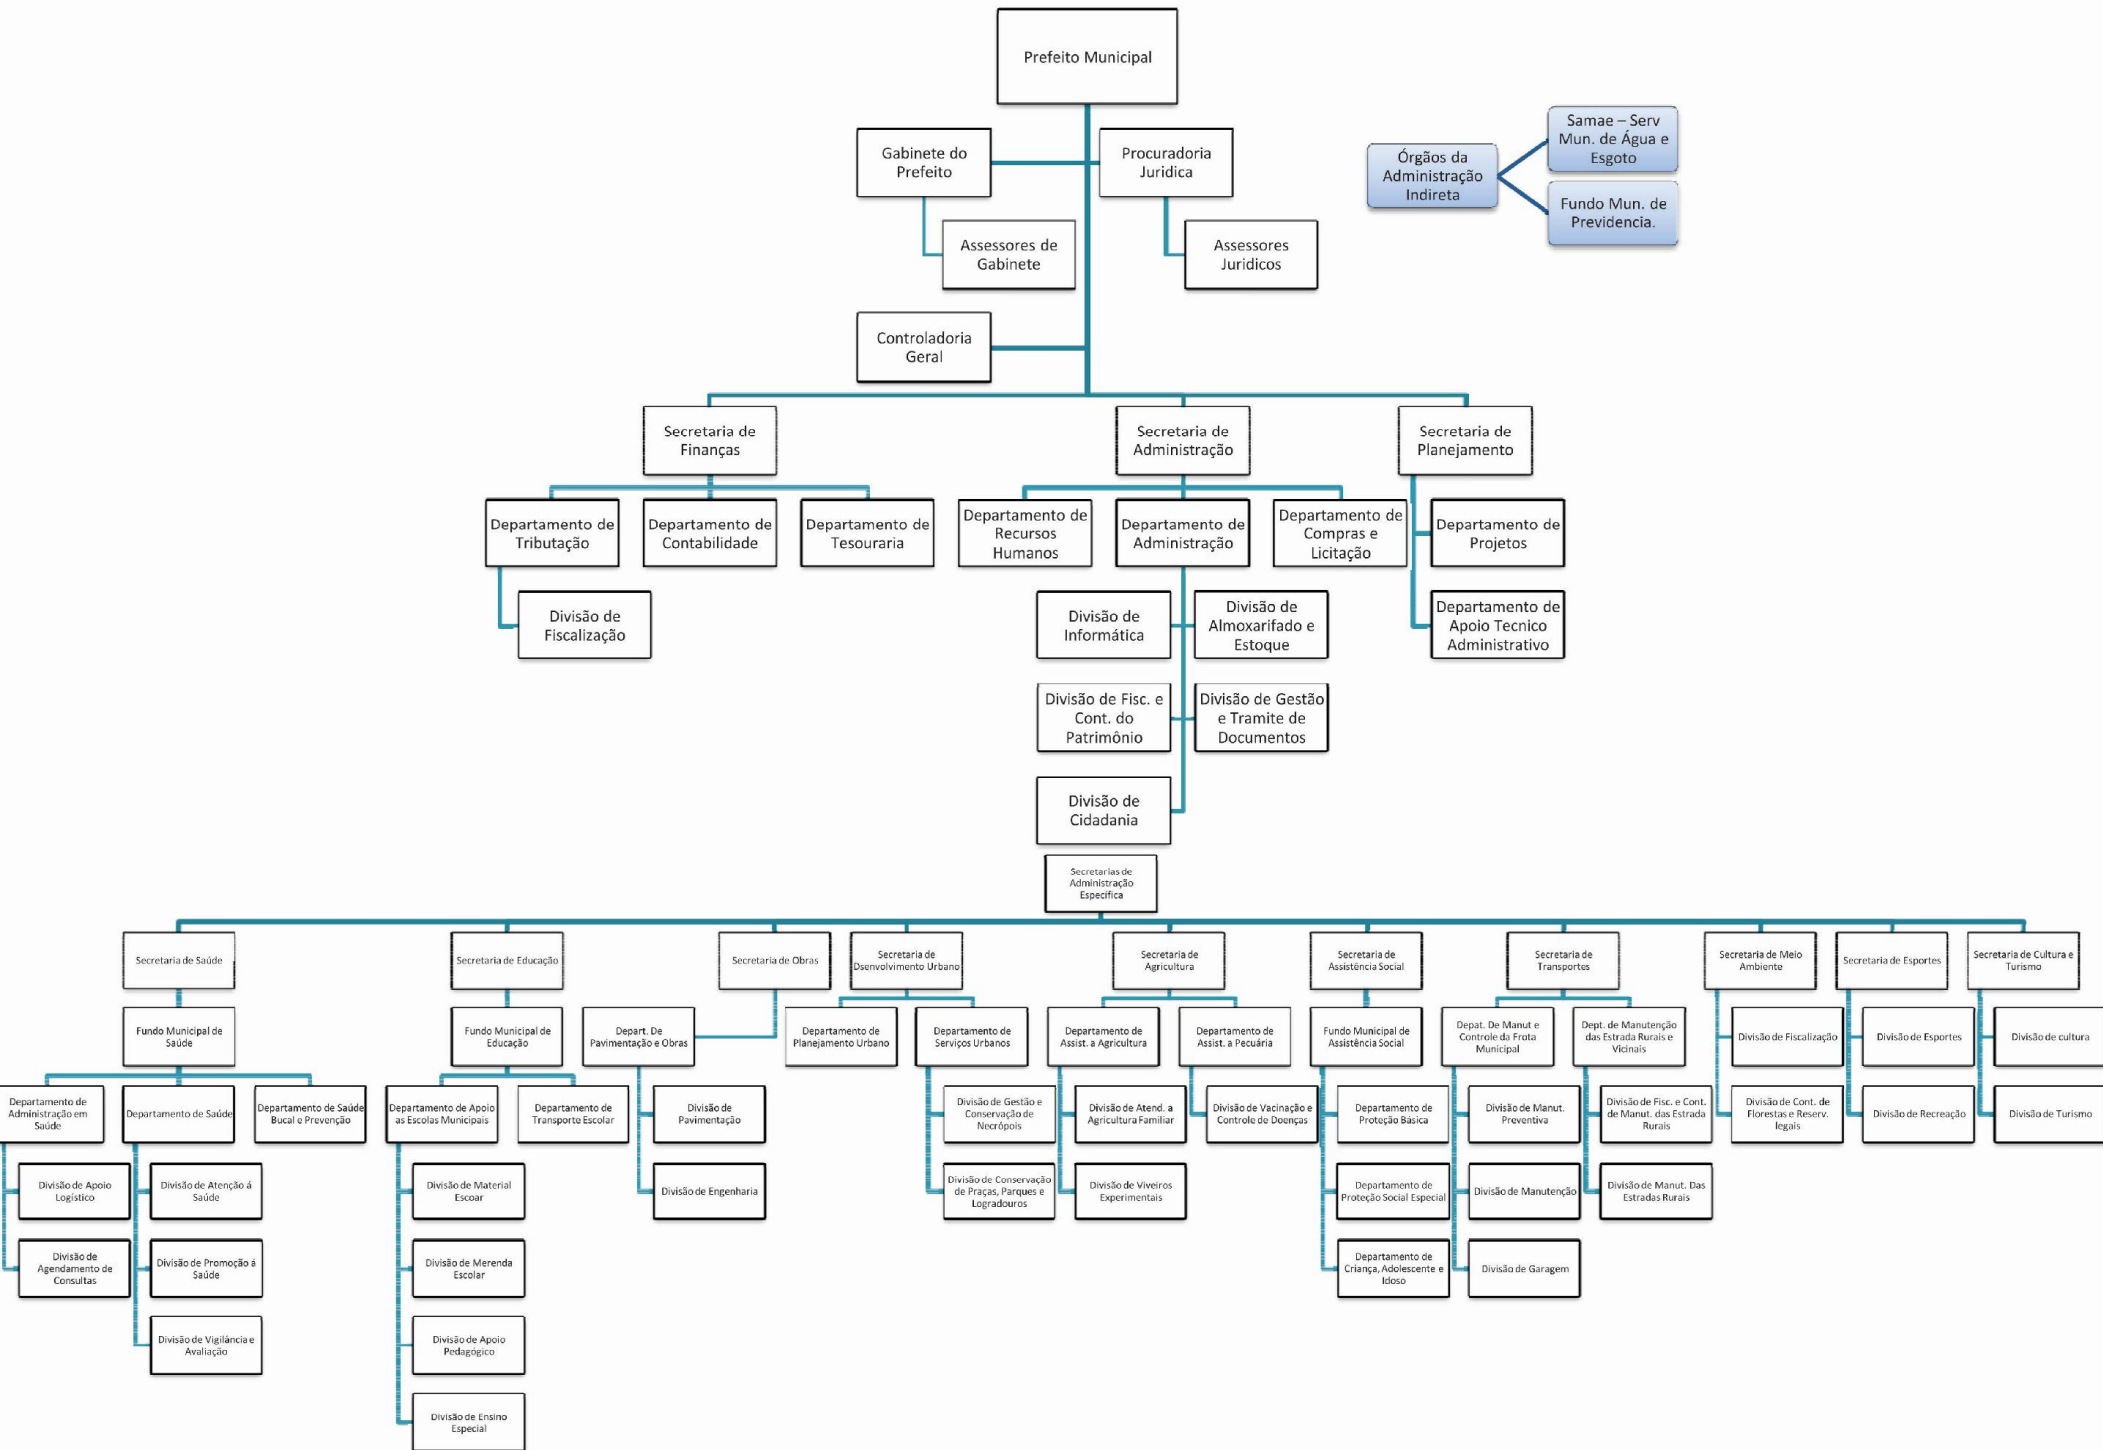 Prefeito Municipal
Gabinete do
Prefeito
Procuradoria
Juridica
Órgãos da
Administração
Indireta
Samae – Serv
Mun. de Água e
Esgoto
Fundo Mun. de
Previdencia.
Assessores de
Gabinete
Assessores
Juridicos
Controladoria
Geral
Secretaria de
Finanças
Secretaria de
Administração
Secretaria de
Planejamento
Departamento de
Tributação
Departamento de
Contabilidade
Departamento de
Tesouraria
Departamento de
Recursos
Humanos
Departamento de
Administração
Departamento de
Compras e
Licitação
Departamento de
Projetos
Divisão de
Fiscalização
Divisão de
Informática
Divisão de
Almoxarifado e
Estoque
Departamento de
Apoio Tecnico
Administrativo
Divisão de Fisc. e
Cont. do
Patrimônio
Divisão de Gestão
e Tramite de
Documentos
Divisão de
Cidadania
Secretarias de
Administração
Específica
Secretaria de Saúde
Secretaria de Educação
Secretaria de Obras
Secretaria de
Dsenvolvimento Urbano
Secretaria de
Agricultura
Secretaria de
Assistência Social
Secretaria de
Transportes
Secretaria de Meio
Ambiente
Secretaria de Esportes
Secretaria de Cultura e
Turismo
Fundo Municipal de
Saúde
Fundo Municipal de
Educação
Depart. De
Pavimentação e Obras
Departamento de
Planejamento Urbano
Departamento de
Serviços Urbanos
Departamento de
Assist. a Agricultura
Departamento de
Assist. a Pecuária
Fundo Municipal de
Assistência Social
Depat. De Manut e
Controle da Frota
Municipal
Dept. de Manutenção
das Estrada Rurais e
Vicinais
Divisão de Fiscalização
Divisão de Esportes
Divisão de cultura
Departamento de
Administração em
Saúde
Departamento de Saúde
Departamento de Saúde
Bucal e Prevenção
Departamento de Apoio
as Escolas Municipais
Departamento de
Transporte Escolar
Divisão de
Pavimentação
Divisão de Gestão e
Conservação de
Necrópois
Divisão de Atend. a
Agricultura Familiar
Divisão de Vacinação e
Controle de Doenças
Departamento de
Proteção Básica
Divisão de Manut.
Preventiva
Divisão de Fisc. e Cont.
de Manut. das Estrada
Rurais
Divisão de Cont. de
Florestas e Reserv.
legais
Divisão de Recreação
Divisão de Turismo
Divisão de Apoio
Logístico
Divisão de Atenção á
Saúde
Divisão de Material
Escoar
Divisão de Engenharia
Divisão de Conservação
de Praças, Parques e
Logradouros
Divisão de Viveiros
Experimentais
Departamento de
Proteção Social Especial
Divisão de Manutenção
Divisão de Manut. Das
Estradas Rurais
Divisão de
Agendamento de
Consultas
Divisão de Promoção á
Saúde
Divisão de Merenda
Escolar
Departamento de
Criança, Adolescente e
Idoso
Divisão de Garagem
Divisão de Vigilância e
Avaliação
Divisão de Apoio
Pedagógico
Divisão de Ensino
Especial